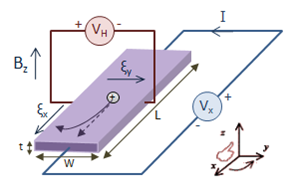 I
+ V_H -
B_z
ξ_y
ξ_x
+
L
V_x +
-
t
W
z
x
y